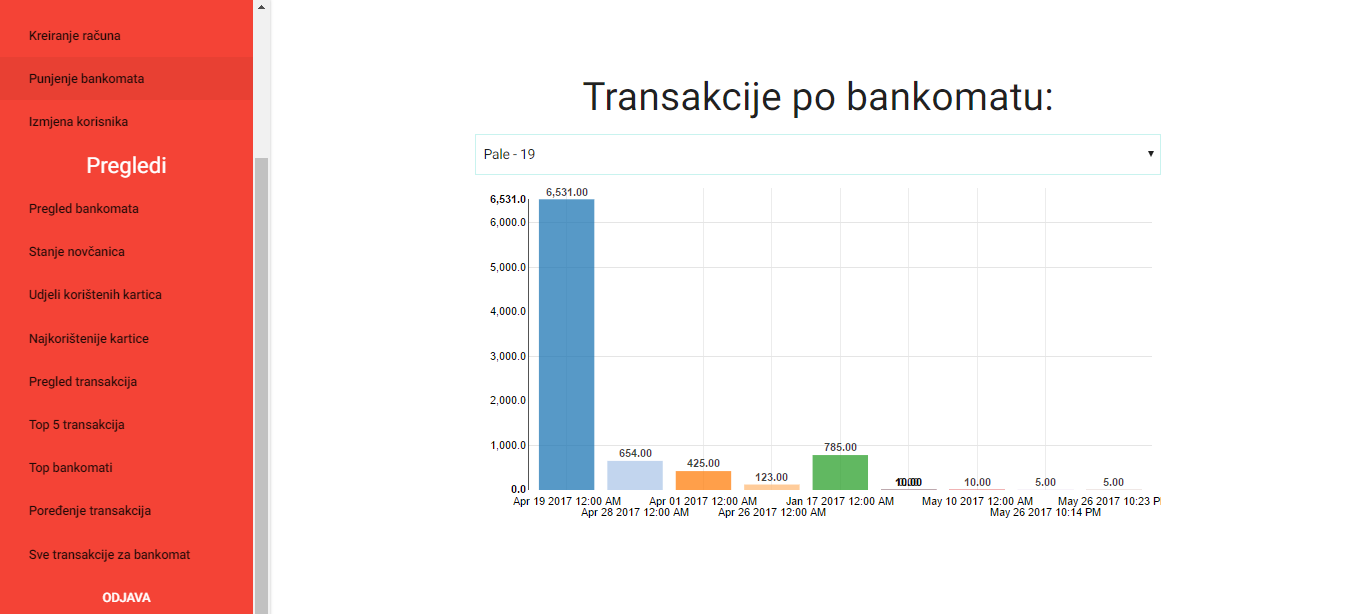 Kreiranje računa
Punjenje bankomata
Izmjena korisnika
Pregledi
Pregled bankomata
Stanje novčanica
Udjeli korištenih kartica
Najkorištenije kartice
Pregled transakcija
Top 5 transakcija
Top bankomati
Poređenje transakcija
Sve transakcije za bankomat
ODJAVA
Transakcije po bankomatu:
Pale - 19
6,531.0
6,000.0
5,000.0
4,000.0
3,000.0
2,000.0
1,000.0
0.0
6,531.00
654.00
425.00
123.00
785.00
10.00
5.00
5.00
Apr 19 2017 12:00 AM
Apr 28 2017 12:00 AM
Apr 01 2017 12:00 AM
Apr 26 2017 12:00 AM
Jan 17 2017 12:00 AM
May 10 2017 12:00 AM
May 26 2017 10:14 PM
May 26 2017 10:23